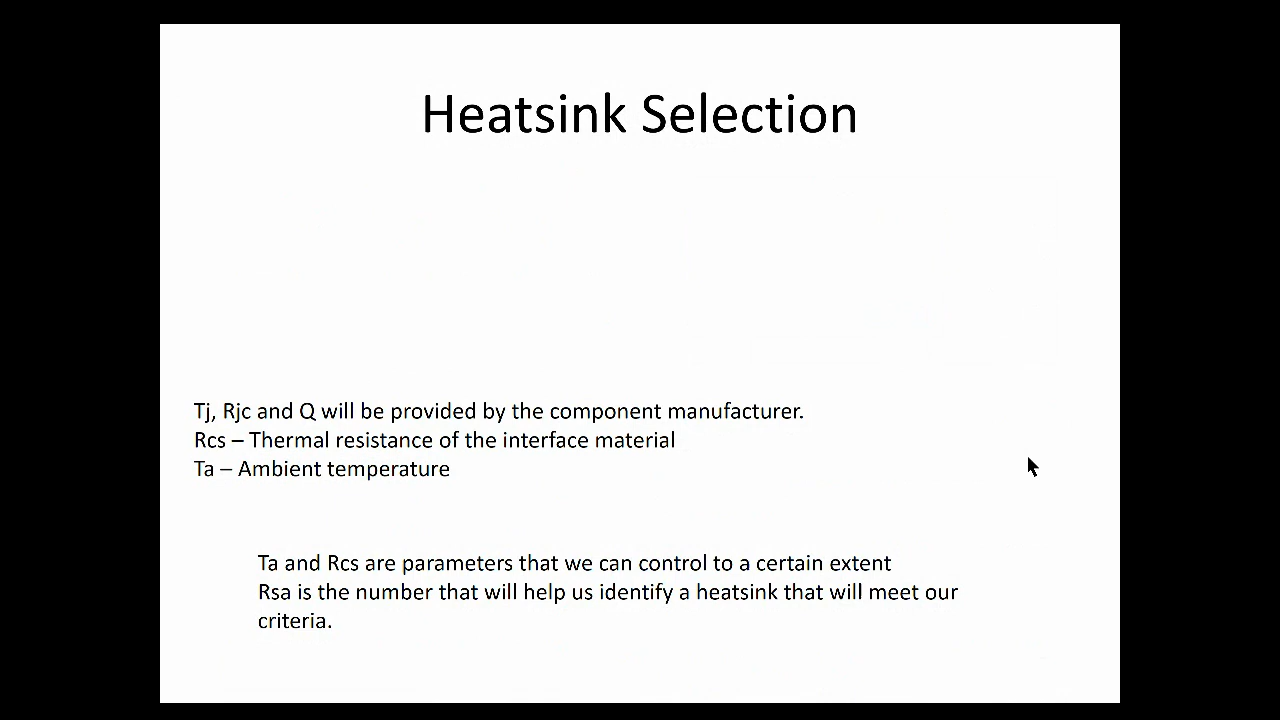 Heatsink Selection
Tj, Rjc and Q will be provided by the component manufacturer.
Rcs – Thermal resistance of the interface material
Ta – Ambient temperature
Ta and Rcs are parameters that we can control to a certain extent
Rsa is the number that will help us identify a heatsink that will meet our
criteria.